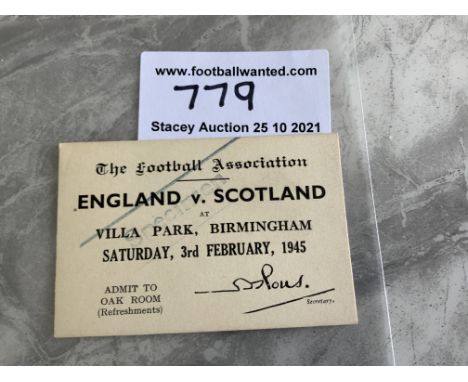 www.footballwanted.com
779
Stacey Auction 25 10 2021
The Football Association
ENGLAND v. SCOTLAND
AT
VILLA PARK, BIRMINGHAM
SATURDAY, 3rd FEBRUARY, 1945
Specimen
ADMIT TO
OAK ROOM
(Refreshments)
Secretary.